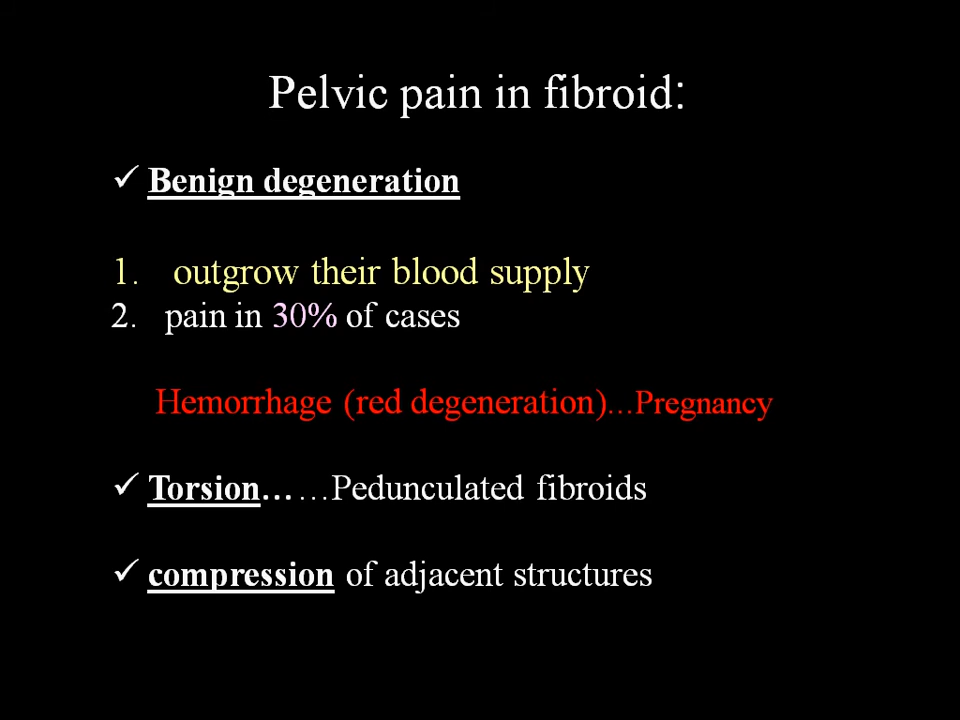 Pelvic pain in fibroid:
✓ Benign degeneration
1. outgrow their blood supply
2. pain in 30% of cases
Hemorrhage (red degeneration)…Pregnancy
✓ Torsion……Pedunculated fibroids
✓ compression of adjacent structures